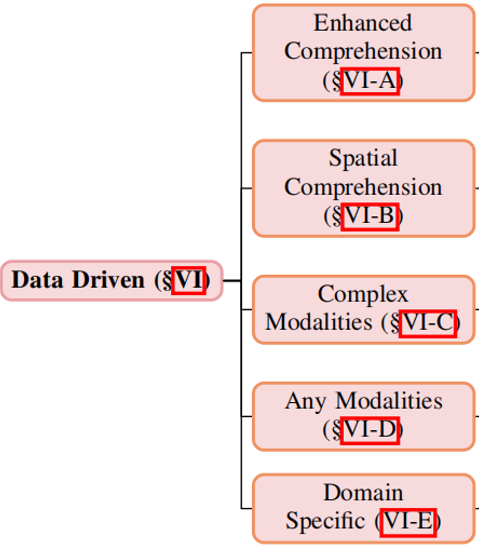 Enhanced
Comprehension
(§VI-A)
Spatial
Comprehension
(§VI-B)
Data Driven (§VI)
Complex
Modalities (§VI-C)
Any Modalities
(§VI-D)
Domain
Specific (VI-E)